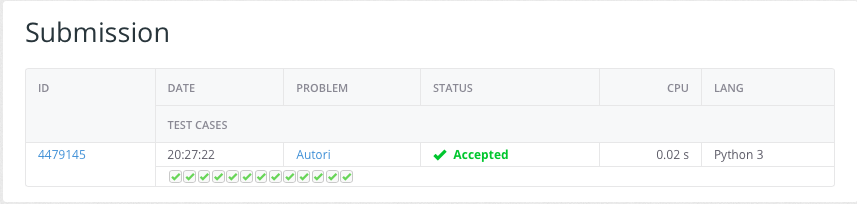 Submission
ID DATE PROBLEM STATUS CPU LANG
TEST CASES
4479145 20:27:22 Autori Accepted 0.02 s Python 3